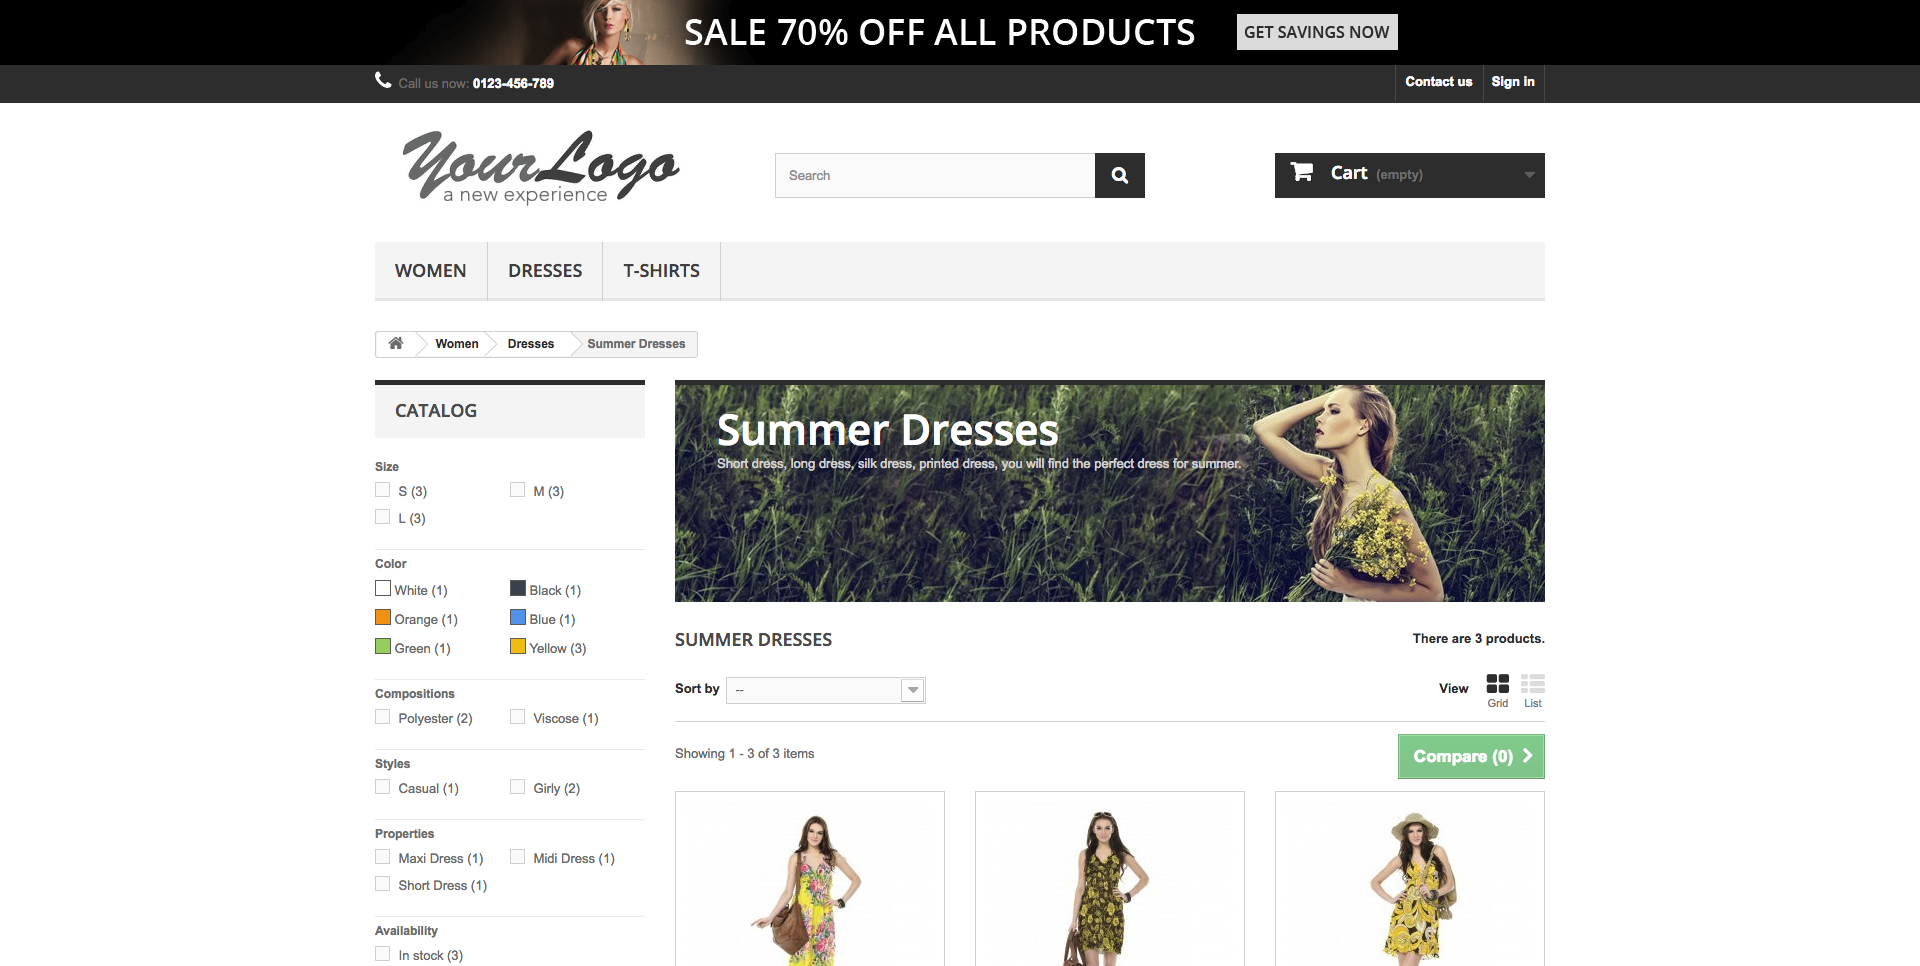 SALE 70% OFF ALL PRODUCTS
GET SAVINGS NOW
Call us now: 0123-456-789
Contact us
Sign in
YourLogo
a new experience
Search
Cart (empty)
WOMEN
DRESSES
T-SHIRTS
Women
Dresses
Summer Dresses
CATALOG
Size
S (3)
M (3)
L (3)
Color
White (1)
Black (1)
Orange (1)
Blue (1)
Green (1)
Yellow (3)
Compositions
Polyester (2)
Viscose (1)
Styles
Casual (1)
Girly (2)
Properties
Maxi Dress (1)
Midi Dress (1)
Short Dress (1)
Availability
In stock (3)
Summer Dresses
Short dress, long dress, silk dress, printed dress, you will find the perfect dress for summer.
SUMMER DRESSES
There are 3 products.
Sort by
--
View
Grid
List
Showing 1 - 3 of 3 items
Compare (0)